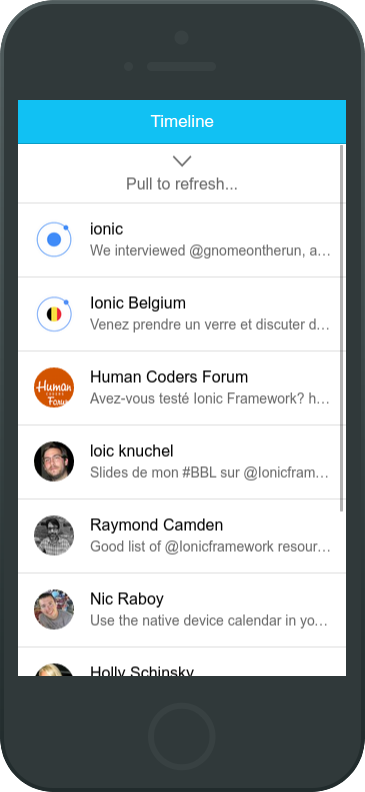 Timeline
Pull to refresh...
ionic
We interviewed @gnomeontherun, a...
Ionic Belgium
Venez prendre un verre et discuter d...
Human Coders Forum
Human
CODERS
Forum
Avez-vous testé Ionic Framework? h...
loic knuchel
Slides de mon #BBL sur @Ionicfram...
Raymond Camden
Good list of @Ionicframework resour...
Nic Raboy
Use the native device calendar in yo...
Holly Schinsky